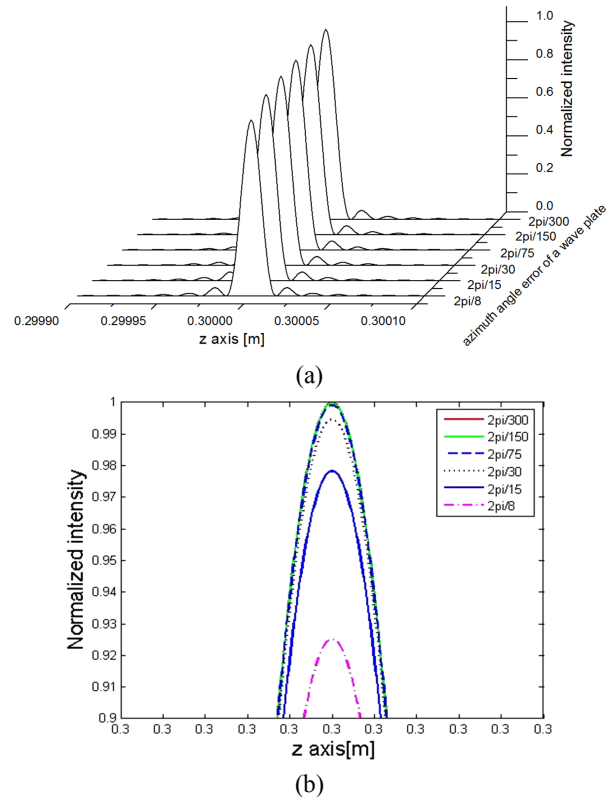 1.0
0.8
0.6
0.4
0.2
0.0
Normalized intensity
2pi/300
2pi/150
2pi/75
2pi/30
2pi/15
2pi/8
azimuth angle error of a wave plate
0.29990 0.29995 0.30000 0.30005 0.30010
z axis [m]
(a)
1
0.99
0.98
0.97
0.96
0.95
0.94
0.93
0.92
0.91
0.9
Normalized intensity
2pi/300
2pi/150
2pi/75
2pi/30
2pi/15
2pi/8
0.3 0.3 0.3 0.3 0.3 0.3 0.3 0.3 0.3 0.3 0.3
z axis[m]
(b)